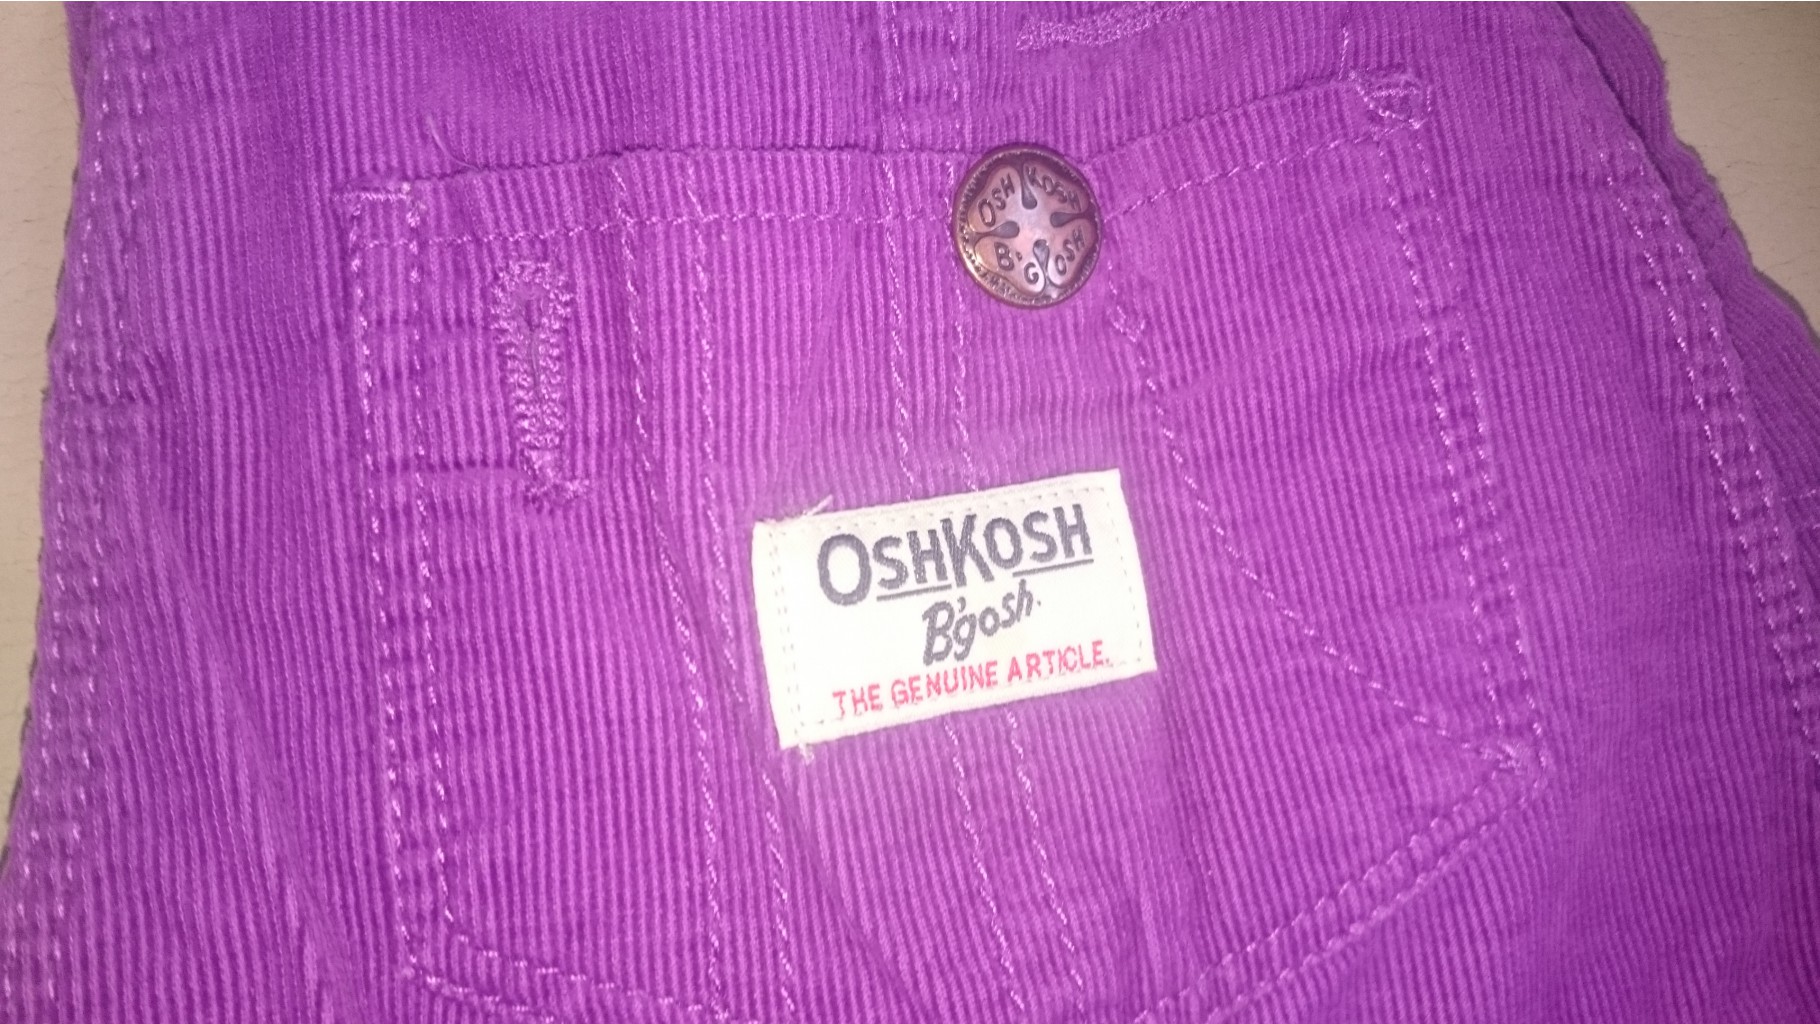 OSH KOSH
B'GOSH
OSHKOSH
B'gosh.
THE GENUINE ARTICLE.